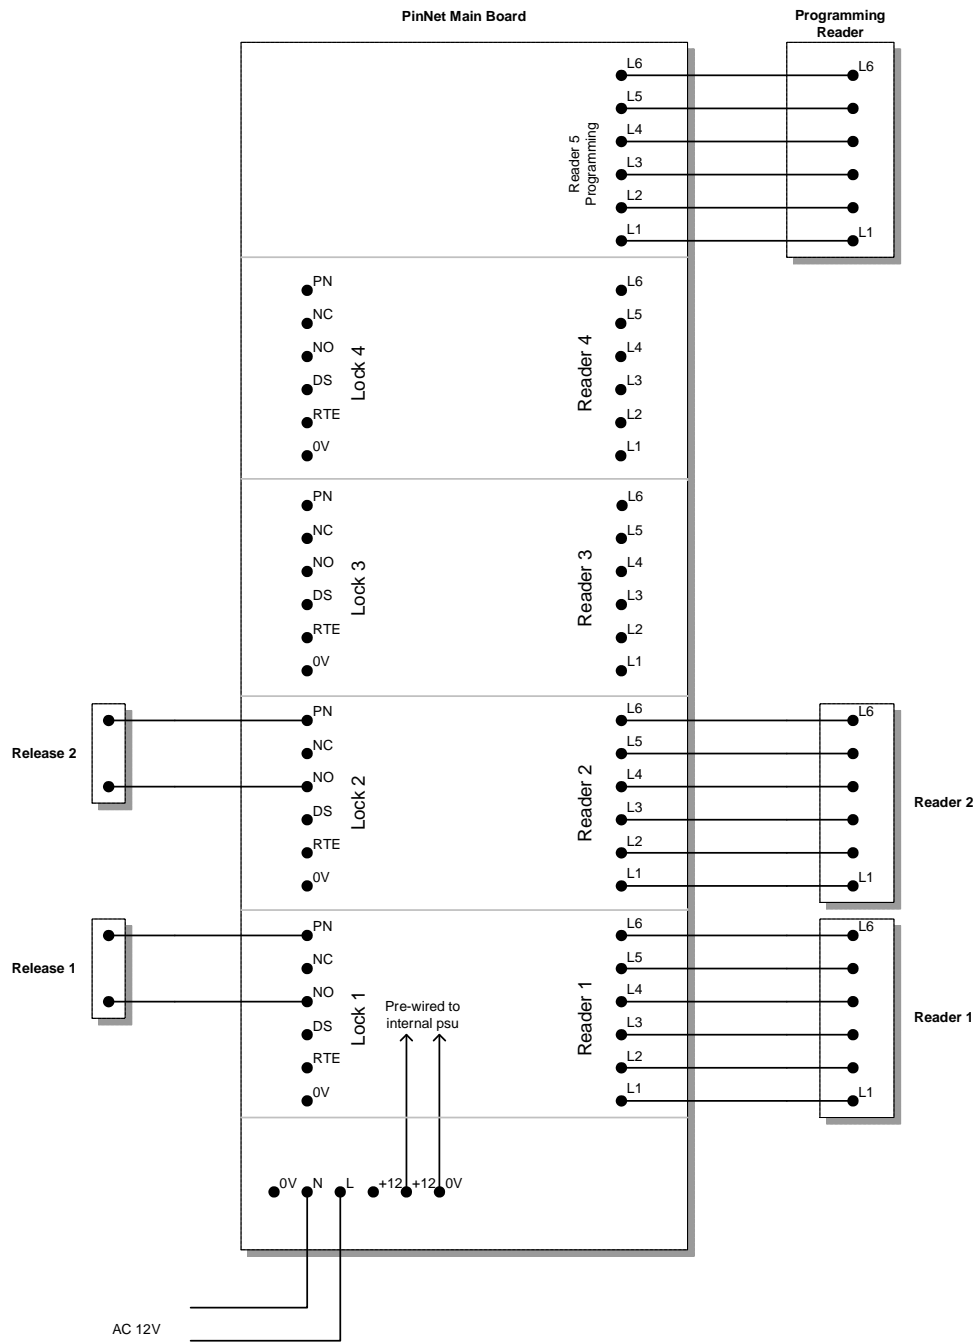 PinNet Main Board
Programming
Reader
L6
L5
L4
L3
L2
L1
Reader 5
Programming
L6
L1
PN
NC
NO
DS
RTE
0V
Lock 4
Reader 4
L6
L5
L4
L3
L2
L1
PN
NC
NO
DS
RTE
0V
Lock 3
Reader 3
L6
L5
L4
L3
L2
L1
Release 2
PN
NC
NO
DS
RTE
0V
Lock 2
Reader 2
L6
L5
L4
L3
L2
L1
L6
L1
Reader 2
Release 1
PN
NC
NO
DS
RTE
0V
Lock 1
Pre-wired to
internal psu
Reader 1
L6
L5
L4
L3
L2
L1
L6
L1
Reader 1
0V N L +12 +12 0V
AC 12V